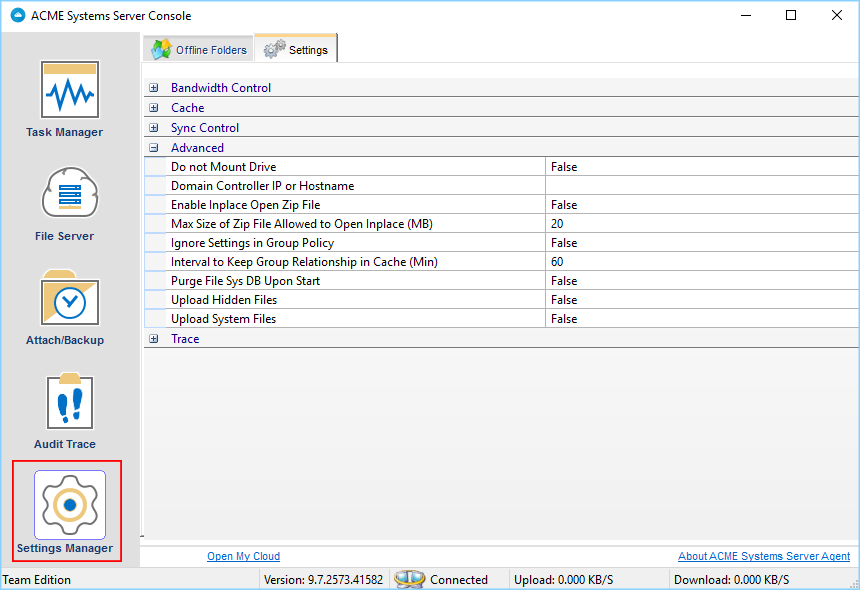 ACME Systems Server Console
Task Manager
File Server
Attach/Backup
Audit Trace
Settings Manager
Offline Folders Settings
Bandwidth Control
Cache
Sync Control
Advanced
Do not Mount Drive False
Domain Controller IP or Hostname
Enable Inplace Open Zip File False
Max Size of Zip File Allowed to Open Inplace (MB) 20
Ignore Settings in Group Policy False
Interval to Keep Group Relationship in Cache (Min) 60
Purge File Sys DB Upon Start False
Upload Hidden Files False
Upload System Files False
Trace
Open My Cloud About ACME Systems Server Agent
Team Edition Version: 9.7.2573.41582 Connected Upload: 0.000 KB/S Download: 0.000 KB/S